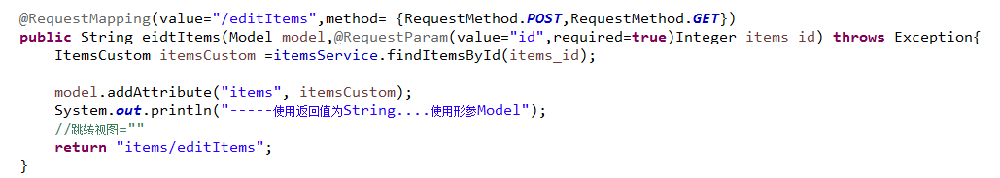 @RequestMapping(value="/editItems",method= {RequestMethod.POST,RequestMethod.GET})
public String eidtItems(Model model,@RequestParam(value="id",required=true)Integer items_id) throws Exception{
ItemsCustom itemsCustom =itemsService.findItemsById(items_id);
model.addAttribute("items", itemsCustom);
System.out.println("-----使用返回值为String....使用形参Model");
//跳转视图=""
return "items/editItems";
}